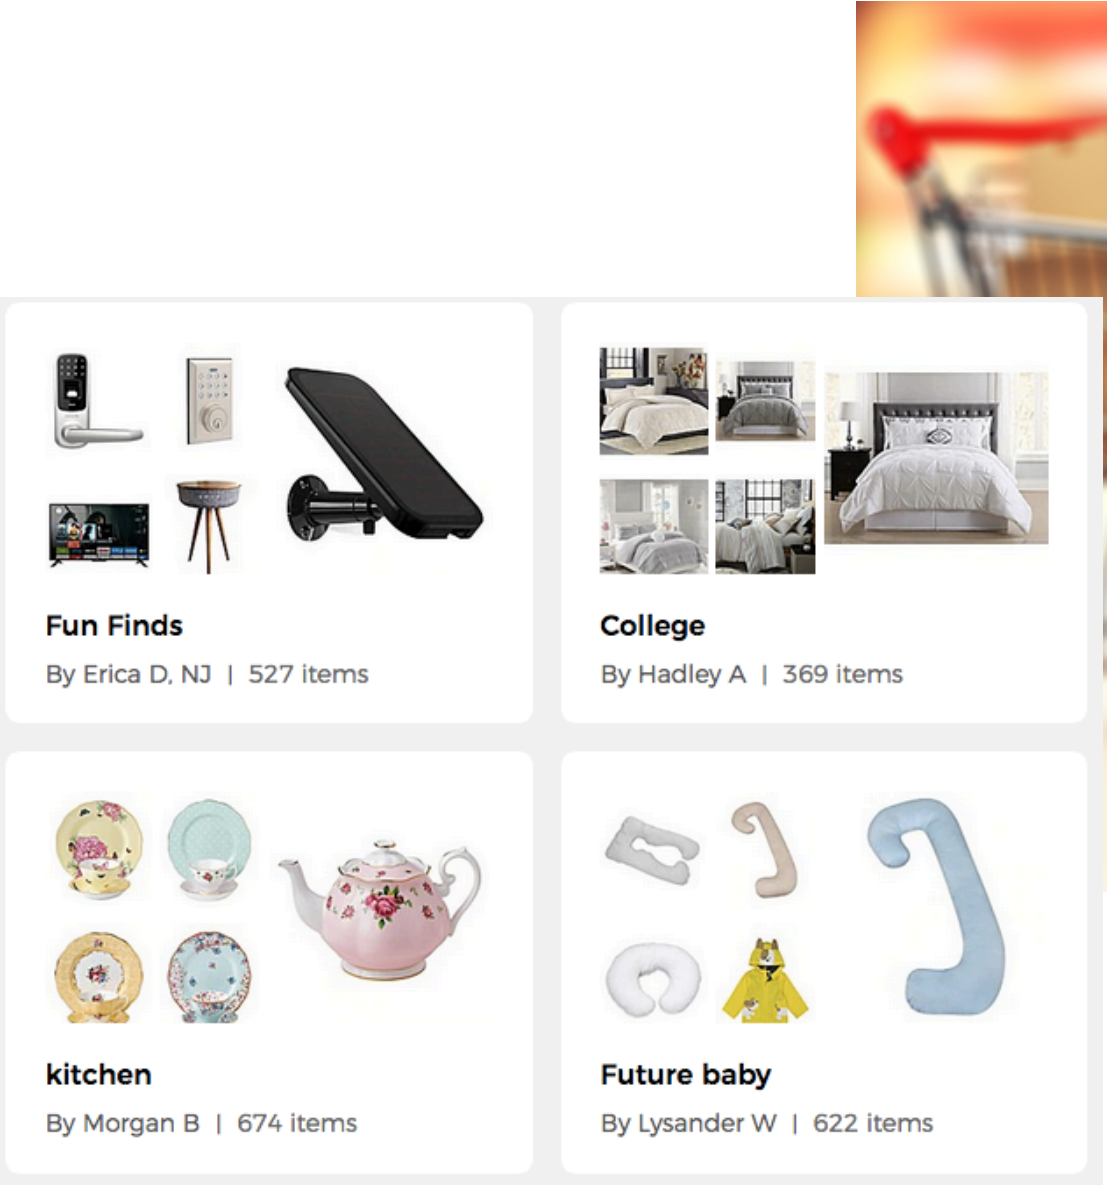 Fun Finds
By Erica D, NJ | 527 items
College
By Hadley A | 369 items
kitchen
By Morgan B | 674 items
Future baby
By Lysander W | 622 items